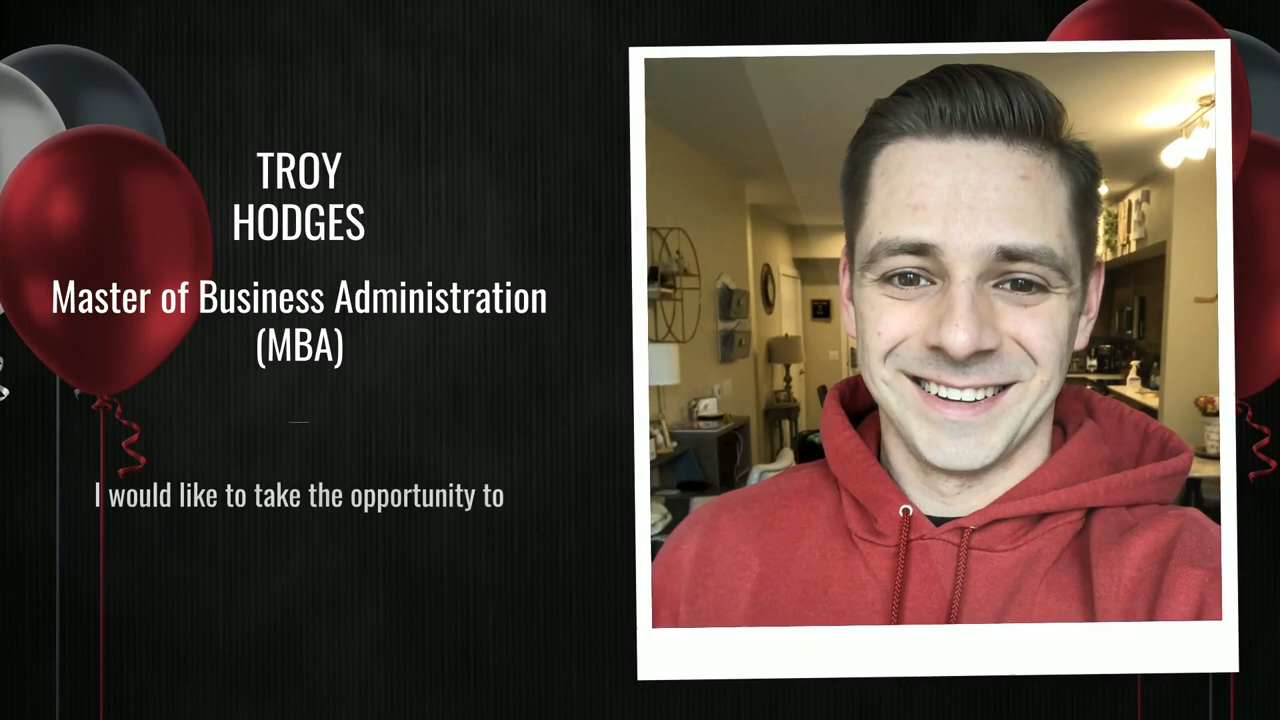 TROY
HODGES
Master of Business Administration
(MBA)
I would like to take the opportunity to